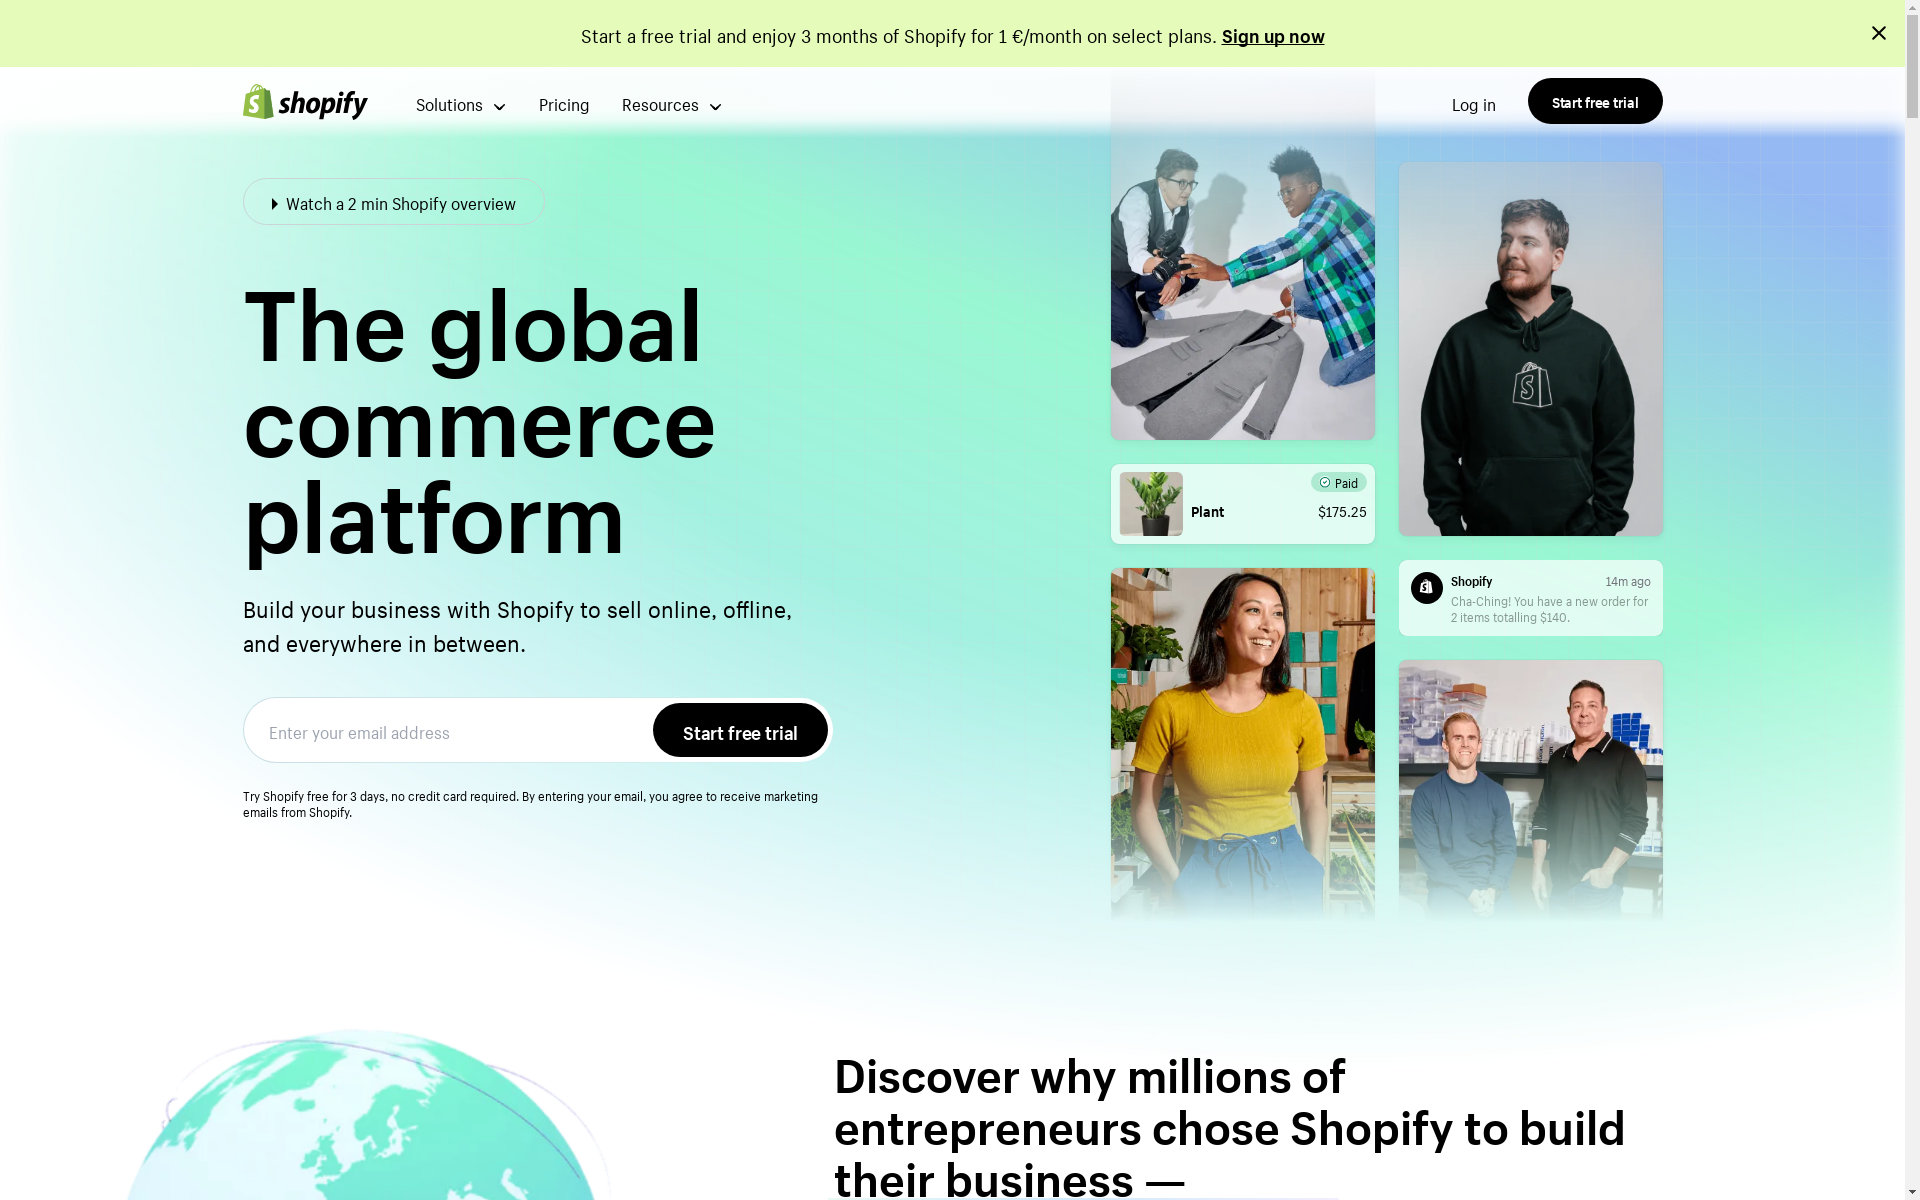 Start a free trial and enjoy 3 months of Shopify for 1 €/month on select plans. Sign up now
shopify
Solutions
Pricing
Resources
Log in
Start free trial
Watch a 2 min Shopify overview
The global
commerce
platform
Build your business with Shopify to sell online, offline,
and everywhere in between.
Enter your email address
Start free trial
Try Shopify free for 3 days, no credit card required. By entering your email, you agree to receive marketing
emails from Shopify.
Paid
Plant
$175.25
Shopify
14m ago
Cha-Ching! You have a new order for
2 items totalling $140.
Discover why millions of
entrepreneurs chose Shopify to build
their business —